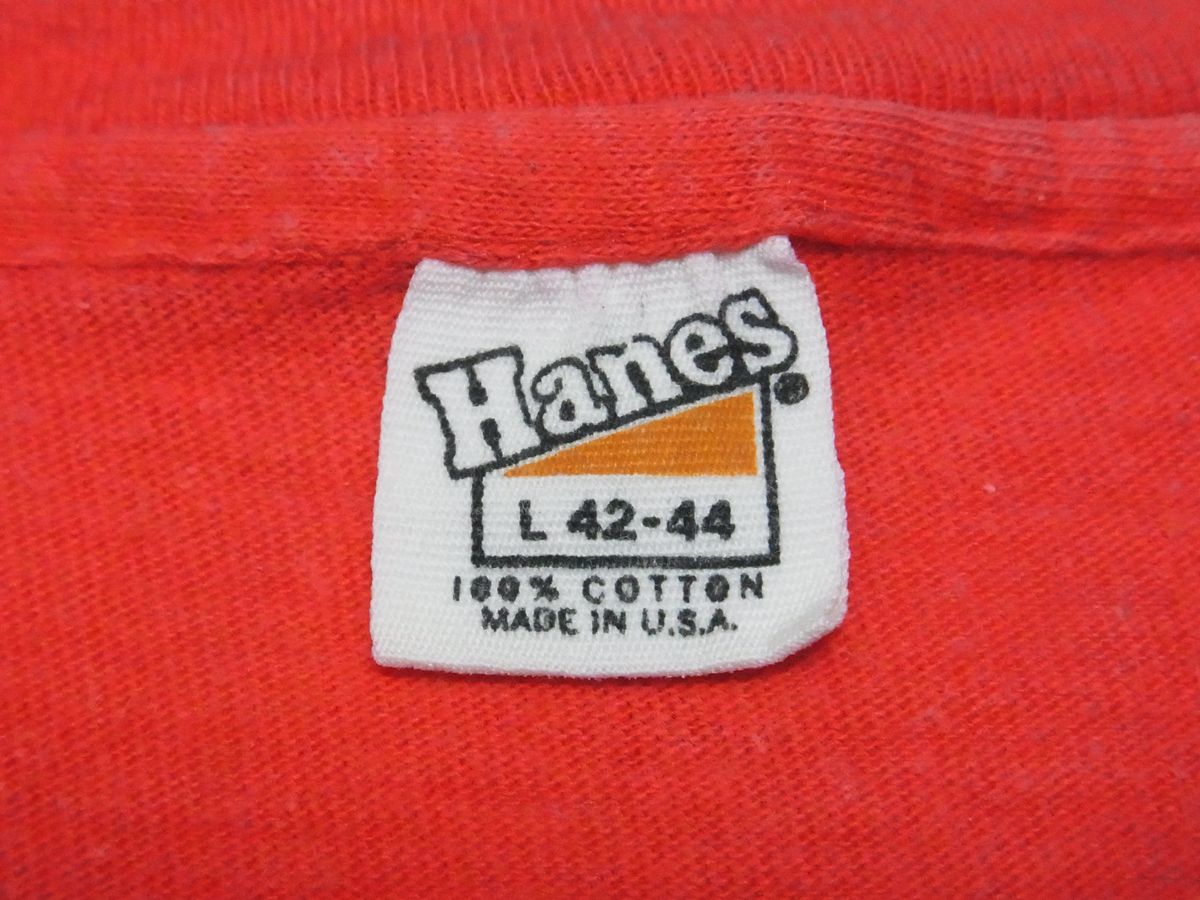 Hanes®
L 42-44
100% COTTON
MADE IN U.S.A.